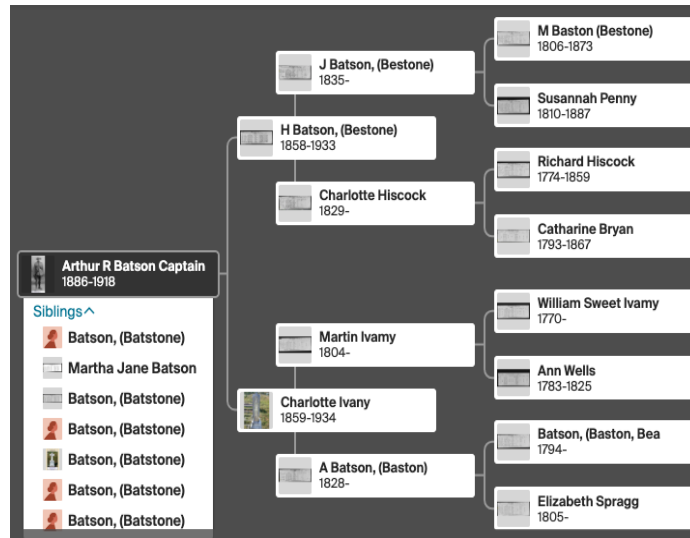 M Baston (Bestone)
1806-1873
J Batson, (Bestone)
1835-
Susannah Penny
1810-1887
H Batson, (Bestone)
1858-1933
Richard Hiscock
1774-1859
Charlotte Hiscock
1829-
Catharine Bryan
1793-1867
Arthur R Batson Captain
1886-1918
Siblings
Batson, (Batstone)
Martha Jane Batson
Batson, (Batstone)
Batson, (Batstone)
Batson, (Batstone)
Batson, (Batstone)
Batson, (Batstone)
William Sweet Ivamy
1770-
Martin Ivamy
1804-
Ann Wells
1783-1825
Charlotte Ivany
1859-1934
Batson, (Baston, Bea
1794-
A Batson, (Baston)
1828-
Elizabeth Spragg
1805-